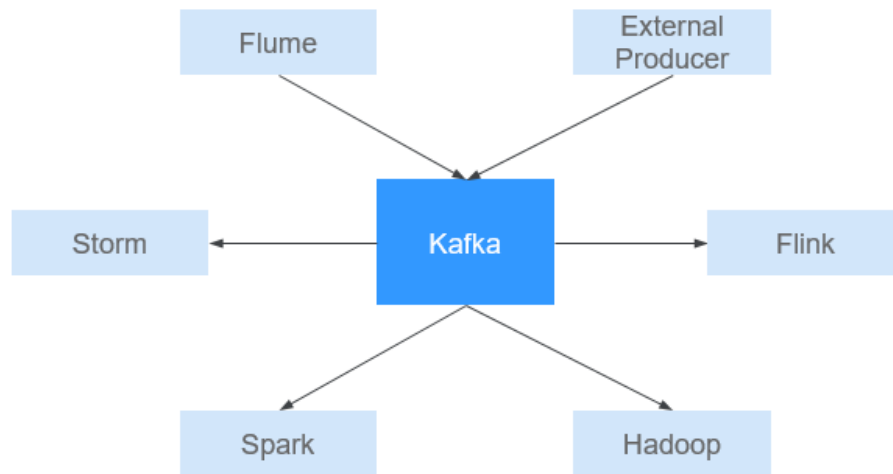 Flume
External
Producer
Storm
Kafka
Flink
Spark
Hadoop